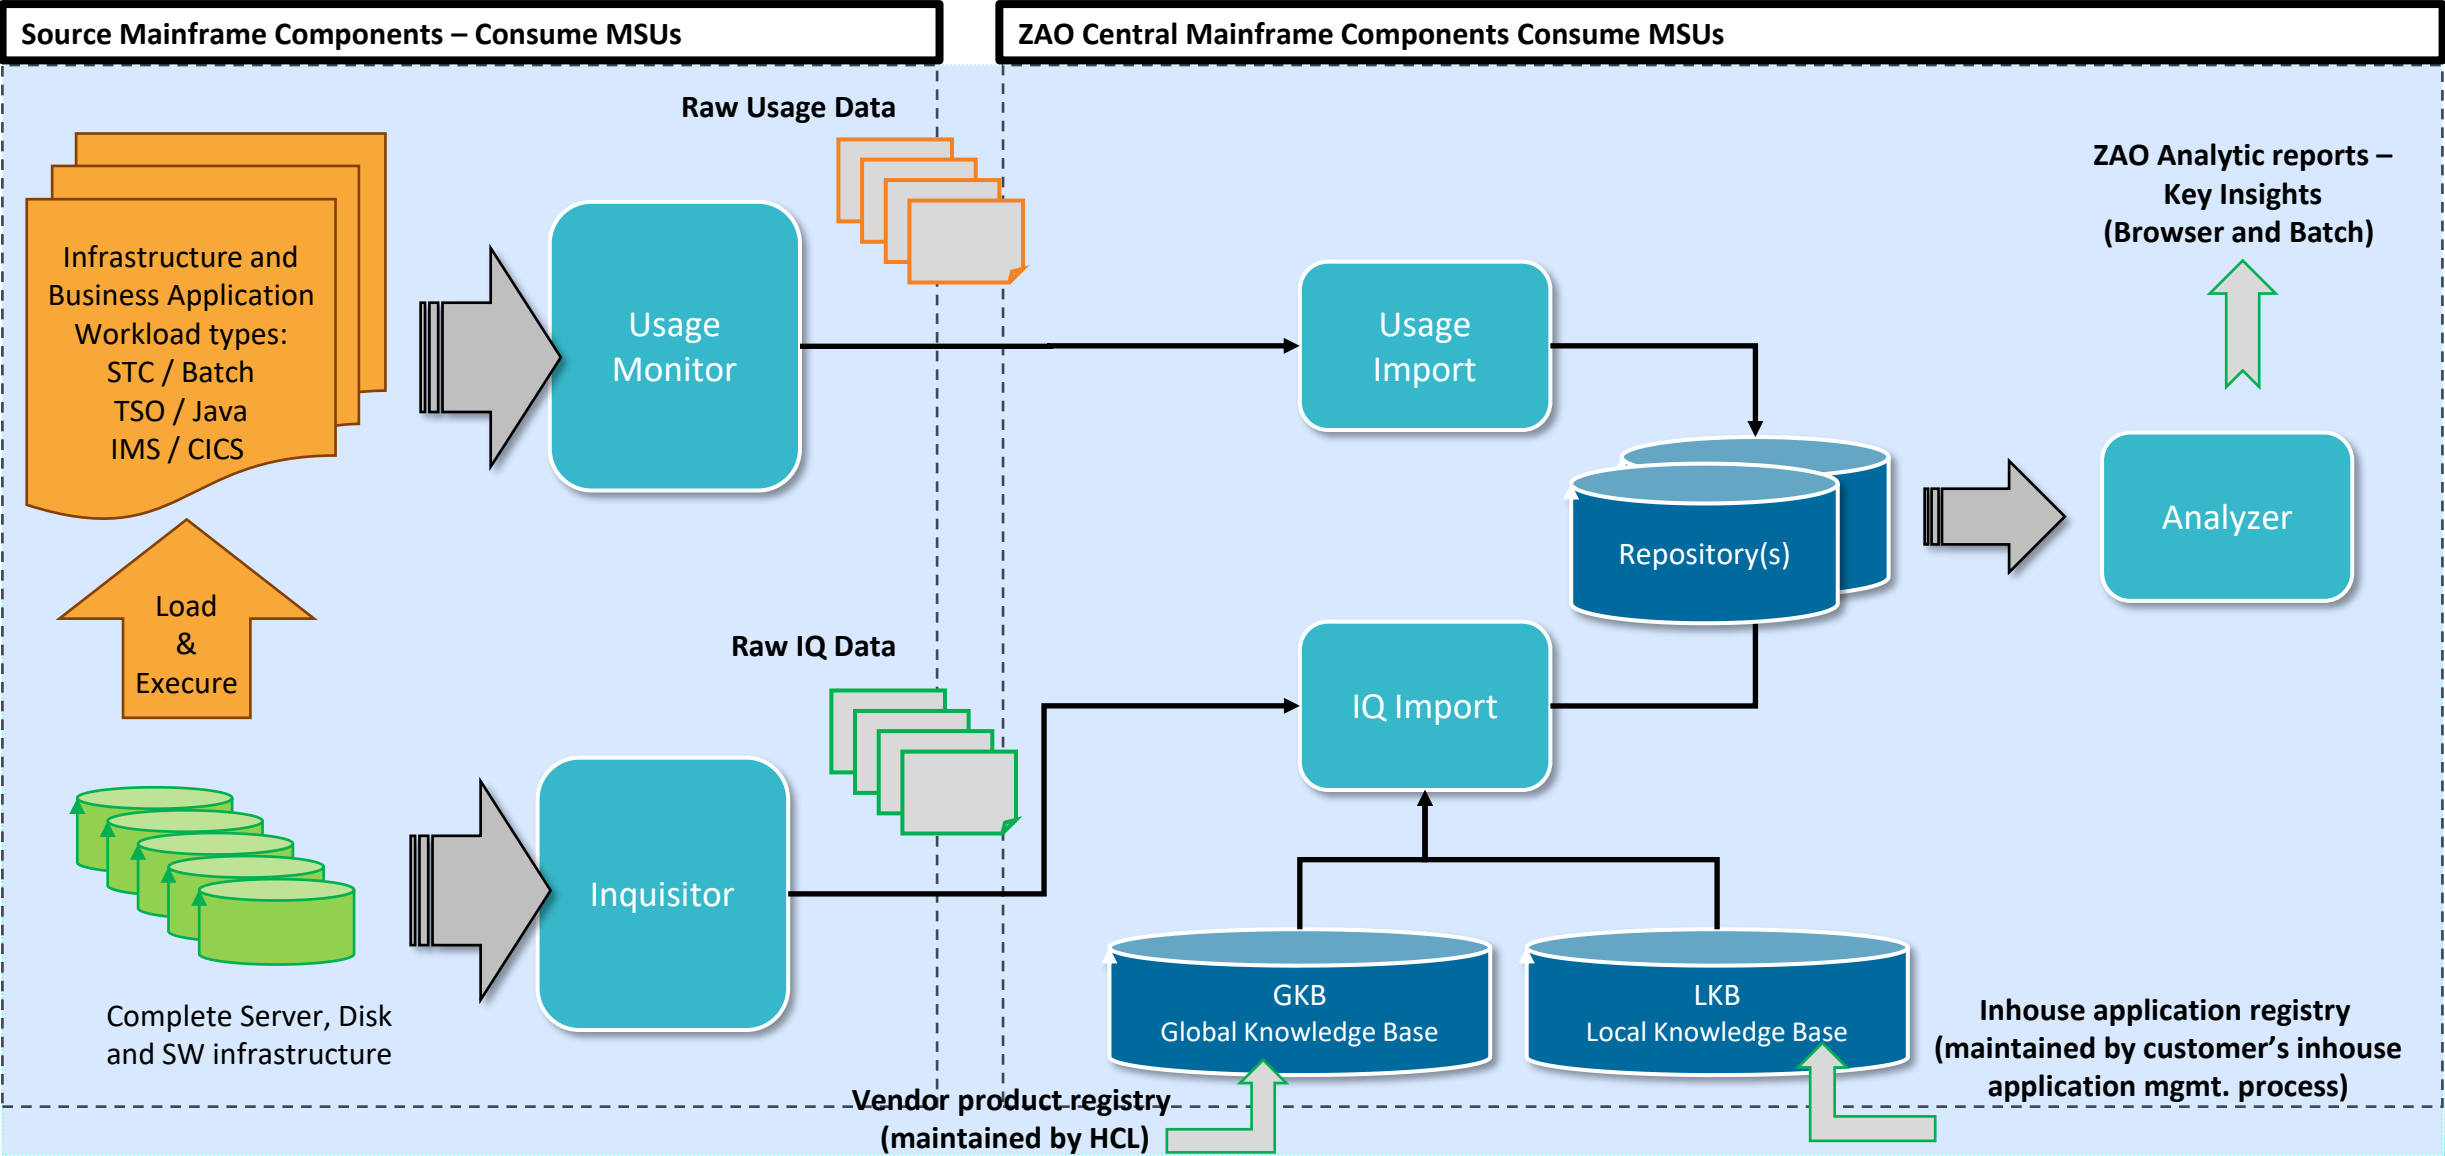 Source Mainframe Components – Consume MSUs
ZAO Central Mainframe Components Consume MSUs
Raw Usage Data
ZAO Analytic reports –
Key Insights
(Browser and Batch)
Infrastructure and
Business Application
Workload types:
STC / Batch
TSO / Java
IMS / CICS
Usage
Monitor
Usage
Import
Repository(s)
Analyzer
Load
&
Execure
Raw IQ Data
IQ Import
Inquisitor
Complete Server, Disk
and SW infrastructure
GKB
Global Knowledge Base
LKB
Local Knowledge Base
Inhouse application registry
(maintained by customer’s inhouse
application mgmt. process)
Vendor product registry
(maintained by HCL)